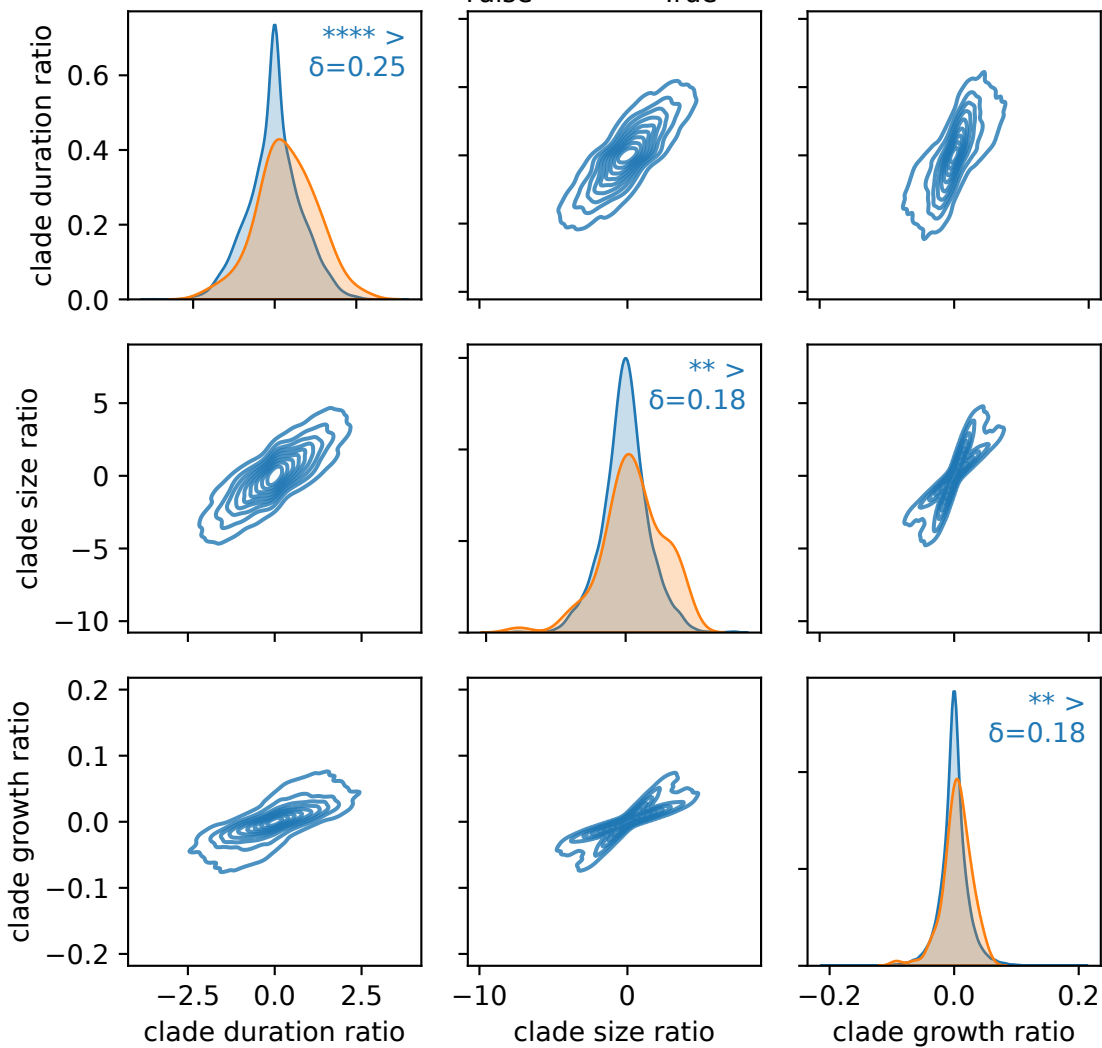 False True
clade duration ratio
0.6
0.4
0.2
0.0
**** >
δ=0.25
clade size ratio
5
0
−5
−10
** >
δ=0.18
clade growth ratio
0.2
0.1
0.0
−0.1
−0.2
** >
δ=0.18
−2.5 0.0 2.5
−10 0
−0.2 0.0 0.2
clade duration ratio
clade size ratio
clade growth ratio